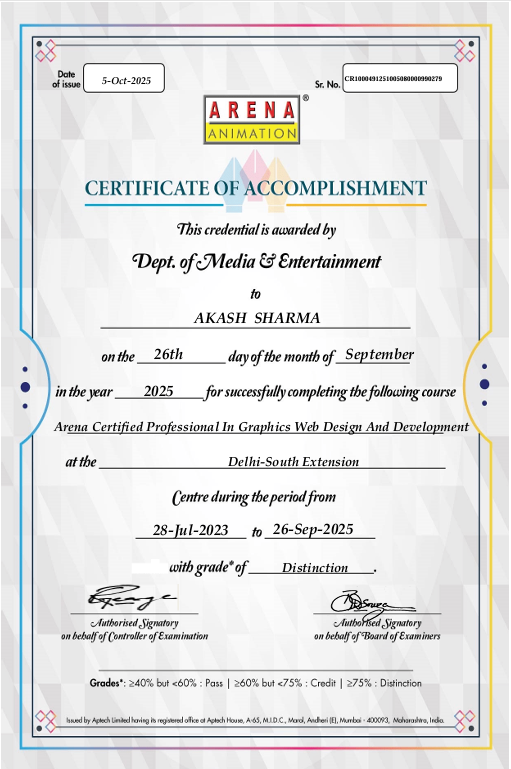 Date of issue 5-Oct-2025
Sr. No. CR1000491251005080000990279
ARENA ®
ANIMATION
CERTIFICATE OF ACCOMPLISHMENT
This credential is awarded by
Dept. of Media & Entertainment
to
AKASH SHARMA
on the 26th day of the month of September
in the year 2025 for successfully completing the following course
Arena Certified Professional In Graphics Web Design And Development
at the Delhi-South Extension
Centre during the period from
28-Jul-2023 to 26-Sep-2025
with grade* of Distinction.
Authorised Signatory Authorised Signatory
on behalf of Controller of Examination on behalf of Board of Examiners
Grades*: ≥40% but <60% : Pass | ≥60% but <75% : Credit | ≥75% : Distinction
Issued by Aptech Limited having its registered office at Aptech House, A-65, M.I.D.C., Marol, Andheri (E), Mumbai - 400093, Maharashtra, India.